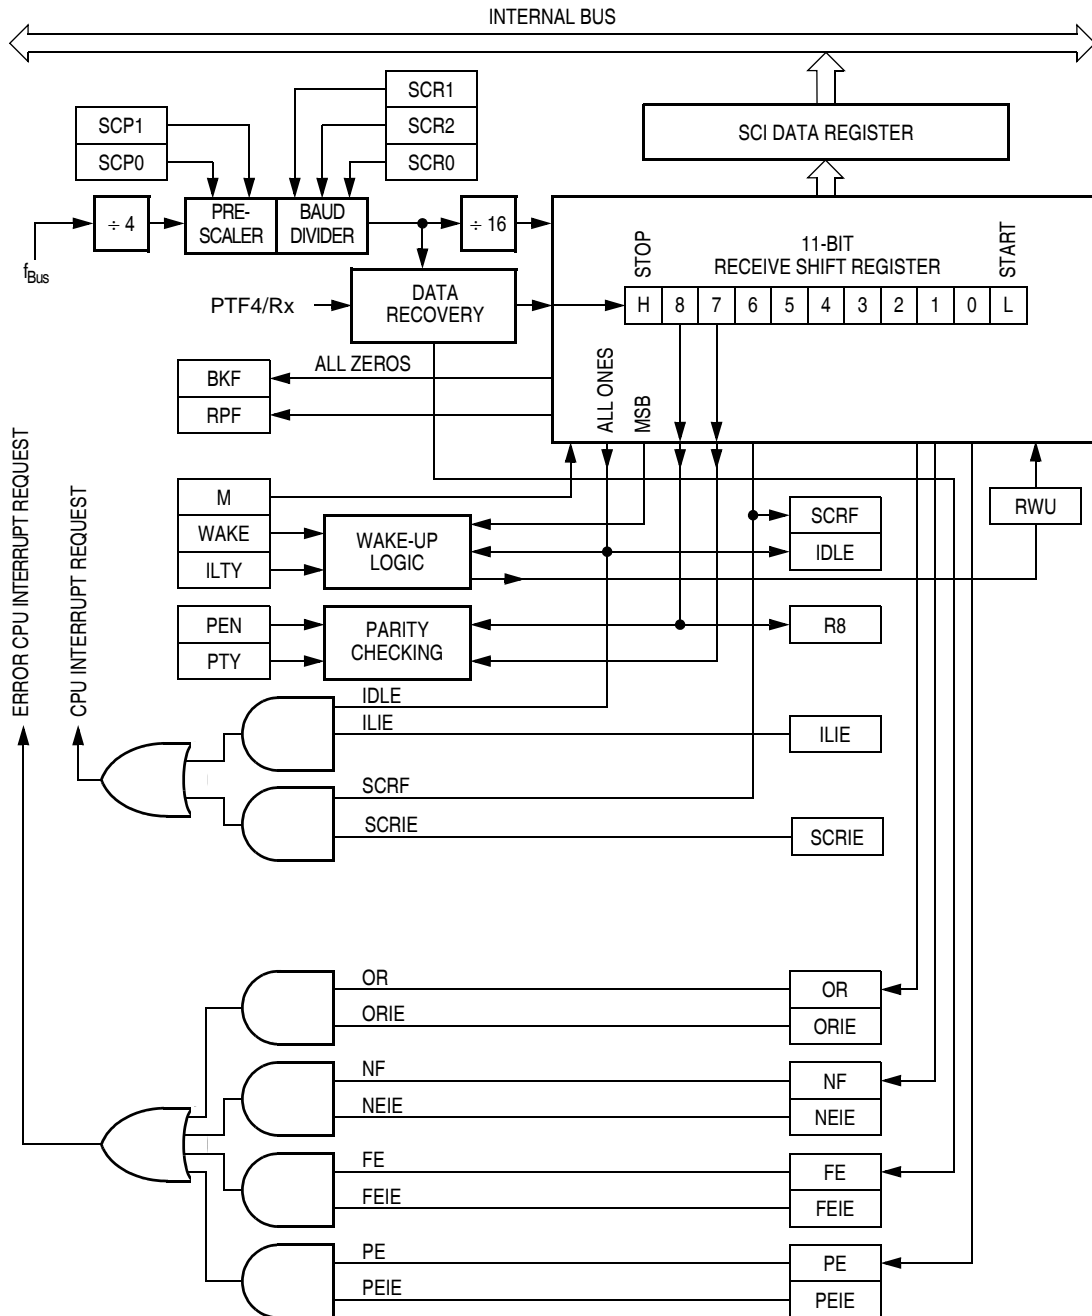 INTERNAL BUS
SCR1
SCP1
SCR2
SCI DATA REGISTER
SCP0
SCR0
÷ 4
PRE-
SCALER
BAUD
DIVIDER
÷ 16
fBus
STOP
11-BIT
RECEIVE SHIFT REGISTER
START
PTF4/Rx
DATA
RECOVERY
H 8 7 6 5 4 3 2 1 0 L
ALL ZEROS
BKF
RPF
ALL ONES
MSB
ERROR CPU INTERRUPT REQUEST
CPU INTERRUPT REQUEST
M
WAKE
ILTY
WAKE-UP
LOGIC
SCRF
IDLE
RWU
PEN
PTY
PARITY
CHECKING
R8
IDLE
ILIE
ILIE
SCRF
SCRIE
SCRIE
OR
OR
ORIE
ORIE
NF
NF
NEIE
NEIE
FE
FE
FEIE
FEIE
PE
PE
PEIE
PEIE